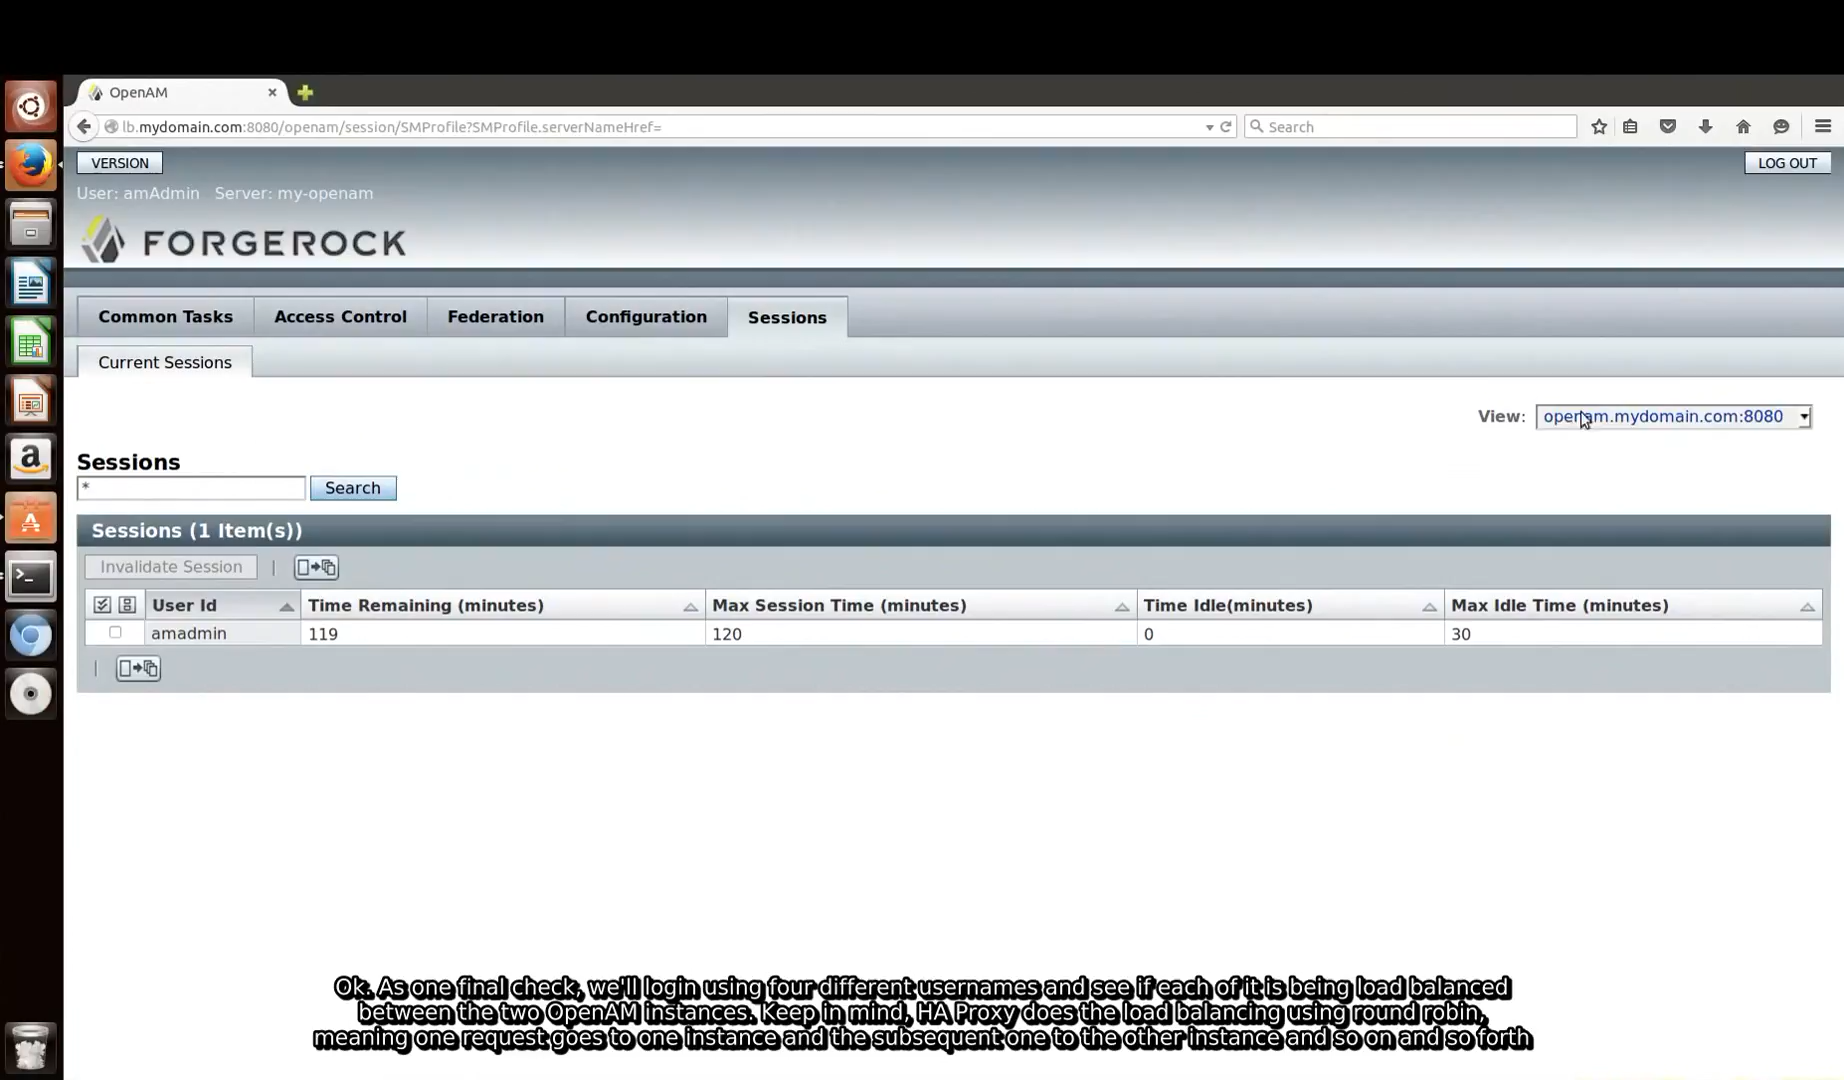 OpenAM
lb.mydomain.com:8080/openam/session/SMProfile?SMProfile.serverNameHref=
Search
VERSION
LOG OUT
User: amAdmin Server: my-openam
FORGEROCK
Common Tasks
Access Control
Federation
Configuration
Sessions
Current Sessions
View: openam.mydomain.com:8080
Sessions
*
Search
Sessions (1 Item(s))
Invalidate Session
User Id Time Remaining (minutes) Max Session Time (minutes) Time Idle(minutes) Max Idle Time (minutes)
amadmin 119 120 0 30
Ok. As one final check, we'll login using four different usernames and see if each of it is being load balanced
between the two OpenAM instances. Keep in mind, HA Proxy does the load balancing using round robin,
meaning one request goes to one instance and the subsequent one to the other instance and so on and so forth